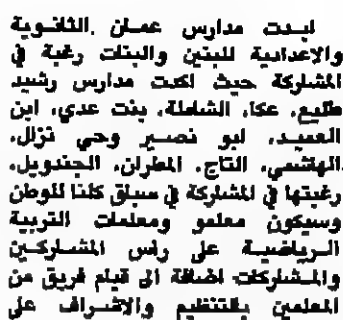 ابدت مدارس عمان الثانوية
والاعدادية للبنين والبنات رغبة في
المشاركة حيث اكدت مدارس رشيد
طليع، عكا، الشاملة، بنت عدي، ابن
العميد، ابو نصير وحي نزال،
الهاشمي، التاج، المطران، الجندويل،
رغبتها في المشاركة في سباق كلنا للوطن
وسيكون معلمو ومعلمات التربية
الرياضية على راس المشاركين
والمشاركات اضافة الى قيام فريق من
المعلمين بالتنظيم والاشراف على